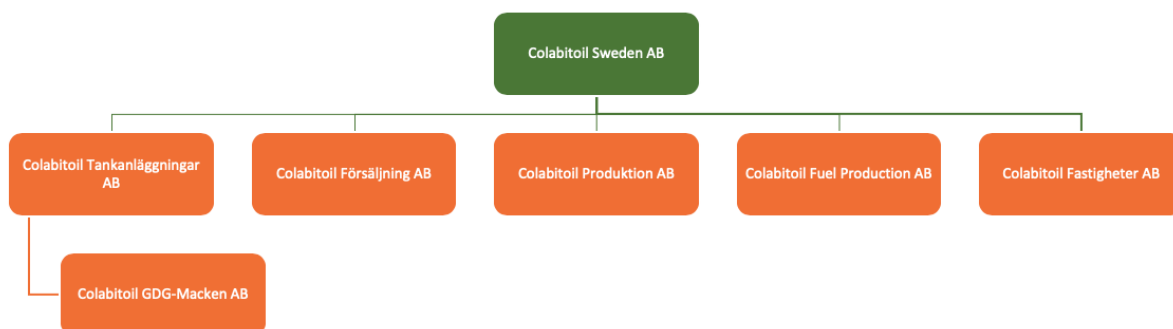 Colabitoil Sweden AB
Colabitoil Tankanläggningar
AB
Colabitoil Försäljning AB
Colabitoil Produktion AB
Colabitoil Fuel Production AB
Colabitoil Fastigheter AB
Colabitoil GDG-Macken AB